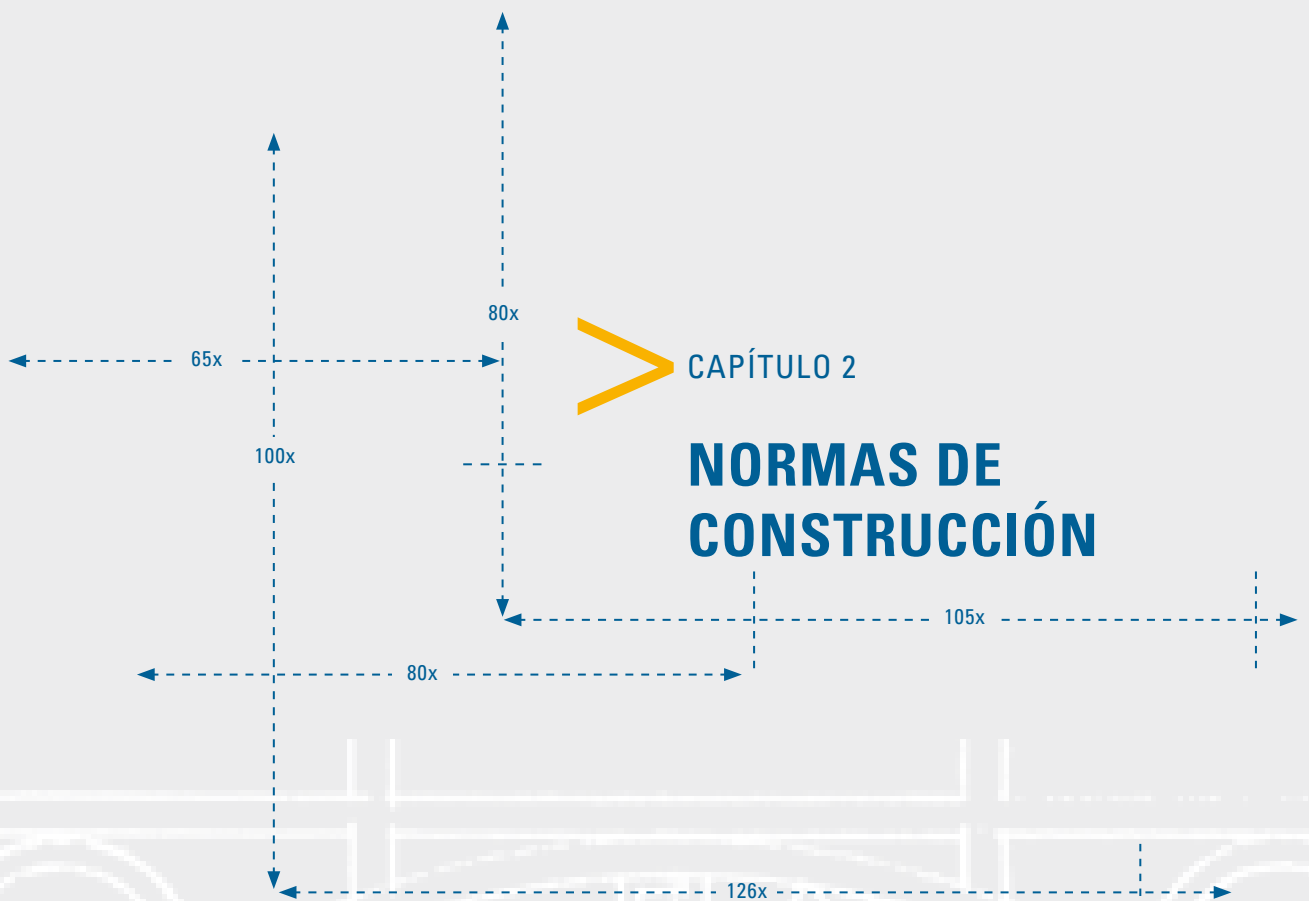 80x
65x
CAPÍTULO 2
100x
NORMAS DE
CONSTRUCCIÓN
105x
80x
126x